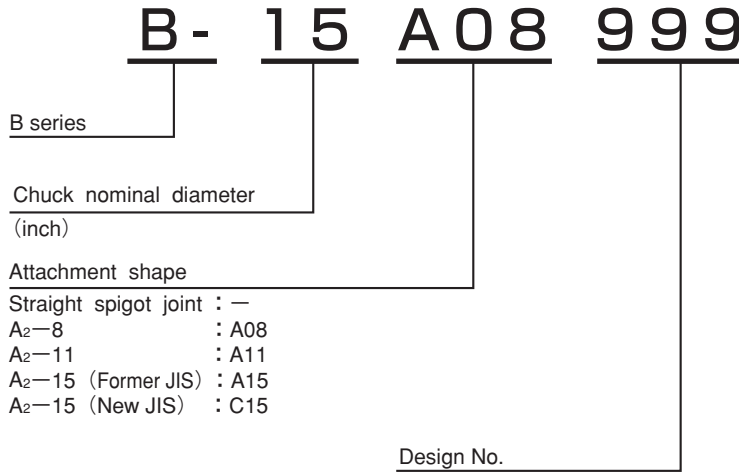 B- 15 A08 999
B series
Chuck nominal diameter
（inch）
Attachment shape
Straight spigot joint：－
A₂－8 ：A08
A₂－11 ：A11
A₂－15（Former JIS）：A15
A₂－15（New JIS）：C15
Design No.